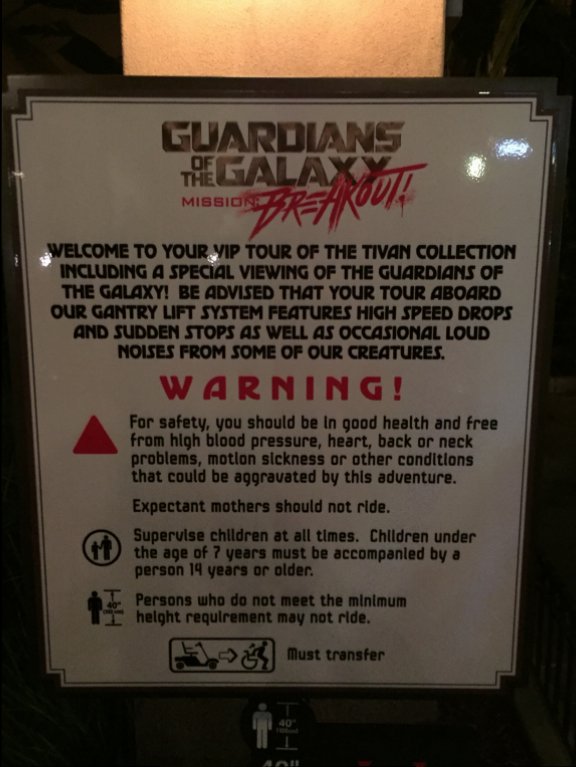 GUARDIANS
OF
THE GALAXY
MISSION: BREAKOUT!
WELCOME TO YOUR VIP TOUR OF THE TIVAN COLLECTION
INCLUDING A SPECIAL VIEWING OF THE GUARDIANS OF
THE GALAXY! BE ADVISED THAT YOUR TOUR ABOARD
OUR GANTRY LIFT SYSTEM FEATURES HIGH SPEED DROPS
AND SUDDEN STOPS AS WELL AS OCCASIONAL LOUD
NOISES FROM SOME OF OUR CREATURES.
WARNING!
For safety, you should be in good health and free
from high blood pressure, heart, back or neck
problems, motion sickness or other conditions
that could be aggravated by this adventure.
Expectant mothers should not ride.
Supervise children at all times. Children under
the age of 7 years must be accompanied by a
person 14 years or older.
40"
Persons who do not meet the minimum
height requirement may not ride.
Must transfer
40"
40"